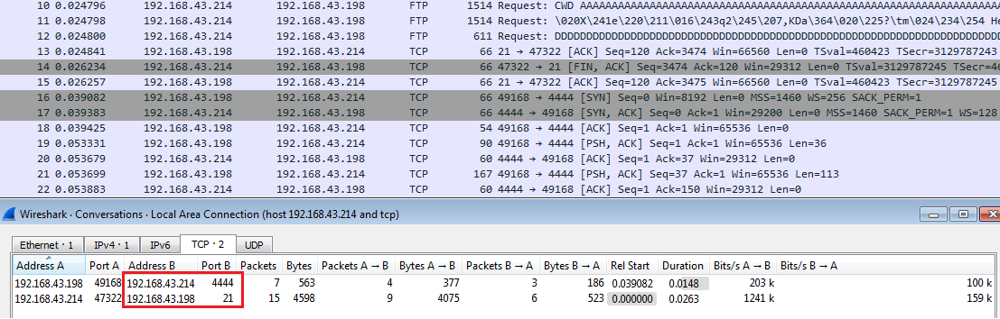 10 0.024796 192.168.43.214 192.168.43.198 FTP 1514 Request: CWD AAAAAAAAAAAAAAAAAAAAAAAAAAAAAAAAAAAAAAAAAAAAAAAAAAAAAAAAAAAAAAAA
11 0.024798 192.168.43.214 192.168.43.198 FTP 1514 Request: \020X\241e\220\211\016\243q2\245\207,KDa\364\020\225?\tm\024\234\254 He
12 0.024800 192.168.43.214 192.168.43.198 FTP 611 Request: DDDDDDDDDDDDDDDDDDDDDDDDDDDDDDDDDDDDDDDDDDDDDDDDDDDDDDDDDDDDDDDDDDDD
13 0.024881 192.168.43.198 192.168.43.214 TCP 66 21 → 47322 [ACK] Seq=120 Ack=3474 Win=66560 Len=0 TSval=460423 TSecr=3129787243
14 0.026234 192.168.43.214 192.168.43.198 TCP 66 47322 → 21 [FIN, ACK] Seq=3474 Ack=120 Win=29312 Len=0 TSval=3129787245 TSecr=46
15 0.026257 192.168.43.198 192.168.43.214 TCP 66 21 → 47322 [ACK] Seq=120 Ack=3475 Win=66560 Len=0 TSval=460423 TSecr=3129787245
16 0.039082 192.168.43.198 192.168.43.214 TCP 66 49168 → 4444 [SYN] Seq=0 Win=8192 Len=0 MSS=1460 WS=256 SACK_PERM=1
17 0.039383 192.168.43.214 192.168.43.198 TCP 66 4444 → 49168 [SYN, ACK] Seq=0 Ack=1 Win=29200 Len=0 MSS=1460 SACK_PERM=1 WS=128
18 0.039425 192.168.43.198 192.168.43.214 TCP 54 49168 → 4444 [ACK] Seq=1 Ack=1 Win=65536 Len=0
19 0.053331 192.168.43.198 192.168.43.214 TCP 90 49168 → 4444 [PSH, ACK] Seq=1 Ack=1 Win=65536 Len=36
20 0.053679 192.168.43.214 192.168.43.198 TCP 60 4444 → 49168 [ACK] Seq=1 Ack=37 Win=29312 Len=0
21 0.053699 192.168.43.198 192.168.43.214 TCP 167 49168 → 4444 [PSH, ACK] Seq=37 Ack=1 Win=65536 Len=113
22 0.053883 192.168.43.214 192.168.43.198 TCP 60 4444 → 49168 [ACK] Seq=1 Ack=150 Win=29312 Len=0
Wireshark · Conversations · Local Area Connection (host 192.168.43.214 and tcp)
Ethernet · 1 IPv4 · 1 IPv6 TCP · 2 UDP
Address A Port A Address B Port B Packets Bytes Packets A → B Bytes A → B Packets B → A Bytes B → A Rel Start Duration Bits/s A → B Bits/s B → A
192.168.43.198 49168 192.168.43.214 4444 7 563 4 377 3 186 0.039082 0.0148 203 k 100 k
192.168.43.214 47322 192.168.43.198 21 15 4598 9 4075 6 523 0.000000 0.0263 1241 k 159 k